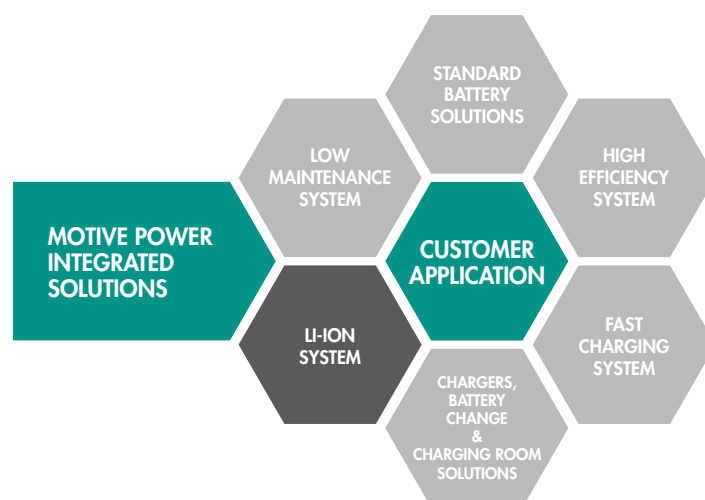 STANDARD
BATTERY
SOLUTIONS
LOW
MAINTENANCE
SYSTEM
HIGH
EFFICIENCY
SYSTEM
MOTIVE POWER
INTEGRATED
SOLUTIONS
CUSTOMER
APPLICATION
LI-ION
SYSTEM
FAST
CHARGING
SYSTEM
CHARGERS,
BATTERY
CHANGE
&
CHARGING ROOM
SOLUTIONS